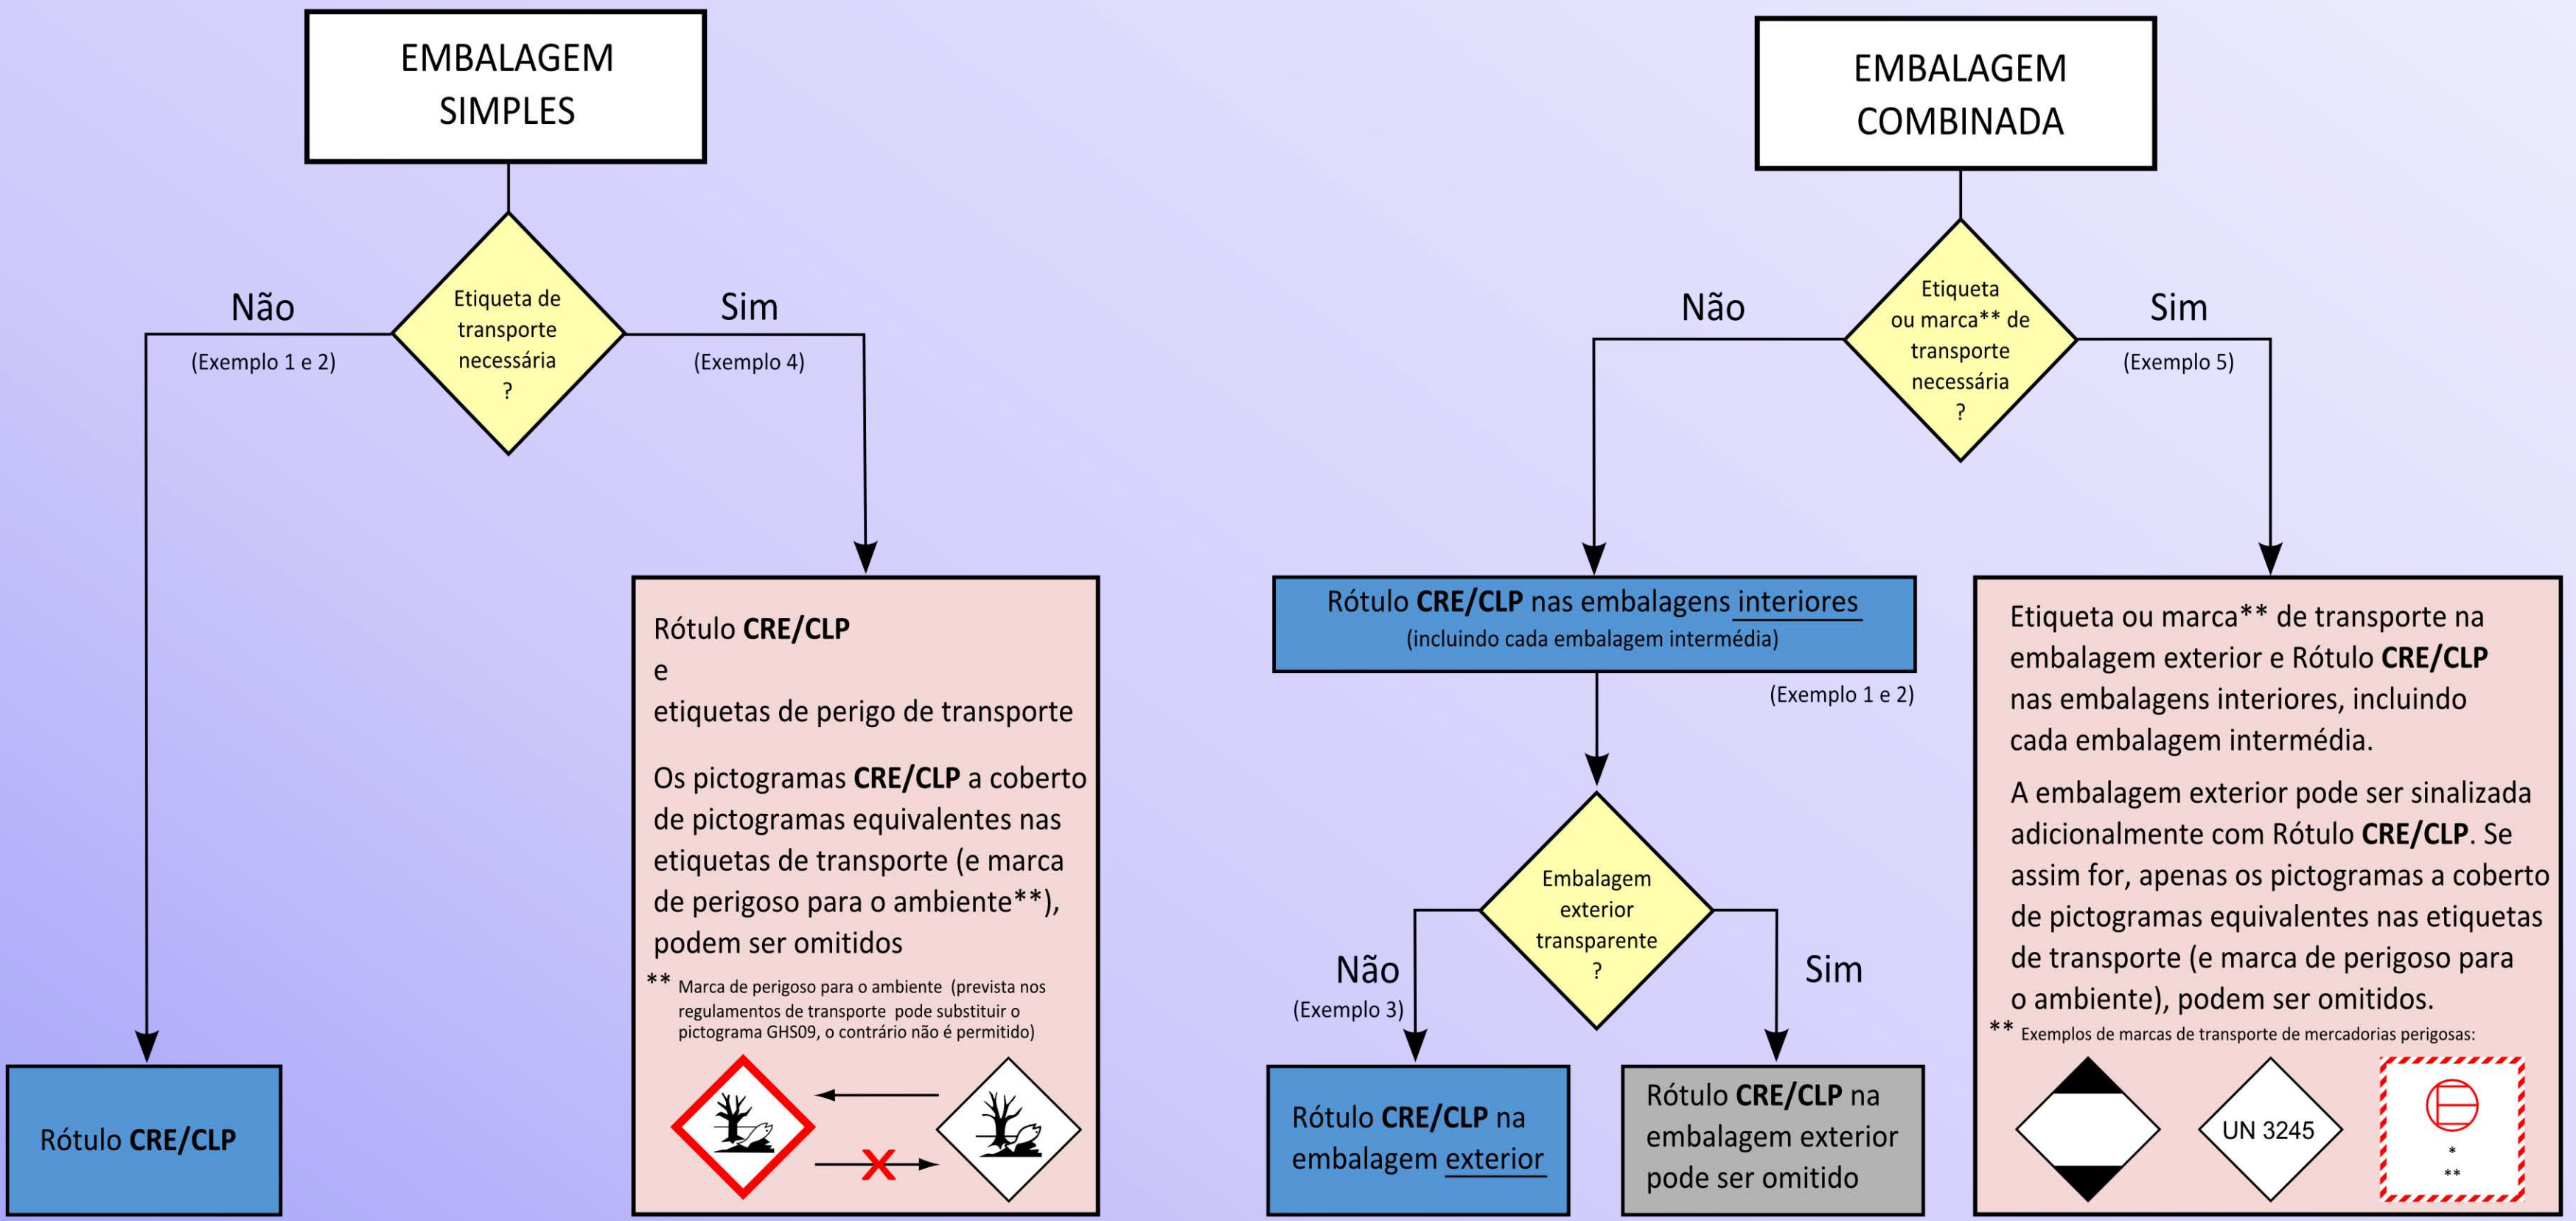 EMBALAGEM
SIMPLES
Etiqueta de
transporte
necessária
?
Não
(Exemplo 1 e 2)
Sim
(Exemplo 4)
Rótulo CRE/CLP
Rótulo CRE/CLP
e
etiquetas de perigo de transporte
Os pictogramas CRE/CLP a coberto
de pictogramas equivalentes nas
etiquetas de transporte (e marca
de perigoso para o ambiente**),
podem ser omitidos
** Marca de perigoso para o ambiente (prevista nos
regulamentos de transporte pode substituir o
pictograma GHS09, o contrário não é permitido)
EMBALAGEM
COMBINADA
Etiqueta
ou marca** de
transporte
necessária
?
Não
Sim
(Exemplo 5)
Rótulo CRE/CLP nas embalagens interiores
(incluindo cada embalagem intermédia)
(Exemplo 1 e 2)
Embalagem
exterior
transparente
?
Não
(Exemplo 3)
Sim
Rótulo CRE/CLP na
embalagem exterior
Rótulo CRE/CLP na
embalagem exterior
pode ser omitido
Etiqueta ou marca** de transporte na
embalagem exterior e Rótulo CRE/CLP
nas embalagens interiores, incluindo
cada embalagem intermédia.
A embalagem exterior pode ser sinalizada
adicionalmente com Rótulo CRE/CLP. Se
assim for, apenas os pictogramas a coberto
de pictogramas equivalentes nas etiquetas
de transporte (e marca de perigoso para
o ambiente), podem ser omitidos.
** Exemplos de marcas de transporte de mercadorias perigosas:
UN 3245
*
**